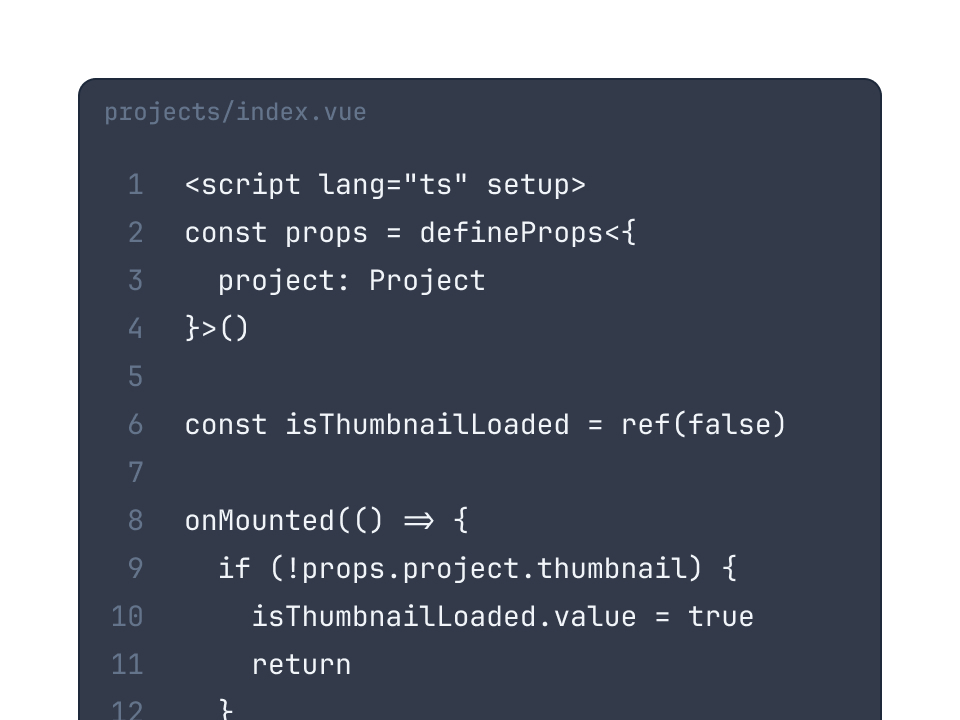 projects/index.vue
1 <script lang="ts" setup>
2 const props = defineProps<{
3   project: Project
4 }>()
5
6 const isThumbnailLoaded = ref(false)
7
8 onMounted(() => {
9   if (!props.project.thumbnail) {
10     isThumbnailLoaded.value = true
11     return
12   }